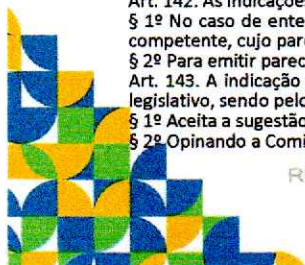 Art. 142. As indicações
§ 1º No caso de ente
competente, cujo par
§ 2º Para emitir parec
Art. 143. A indicação
legislativo, sendo pelo
§ 1º Aceita a sugestão
§ 2º Opinando a Comi
R